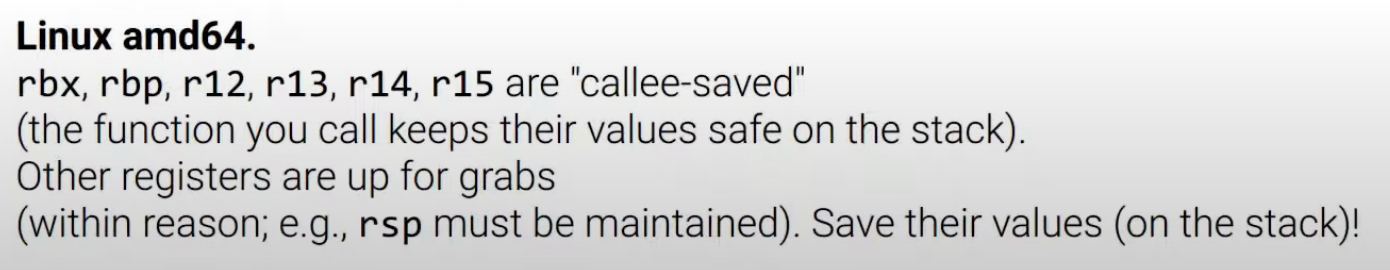 Linux amd64.
rbx, rbp, r12, r13, r14, r15 are "callee-saved"
(the function you call keeps their values safe on the stack).
Other registers are up for grabs
(within reason; e.g., rsp must be maintained). Save their values (on the stack)!